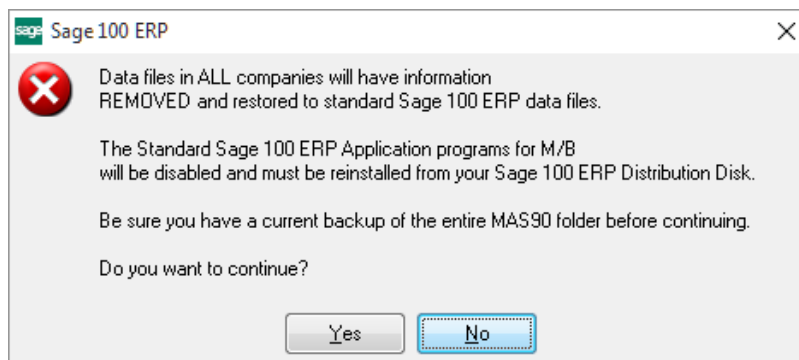 sage Sage 100 ERP
Data files in ALL companies will have information
REMOVED and restored to standard Sage 100 ERP data files.
The Standard Sage 100 ERP Application programs for M/B
will be disabled and must be reinstalled from your Sage 100 ERP Distribution Disk.
Be sure you have a current backup of the entire MAS90 folder before continuing.
Do you want to continue?
Yes No